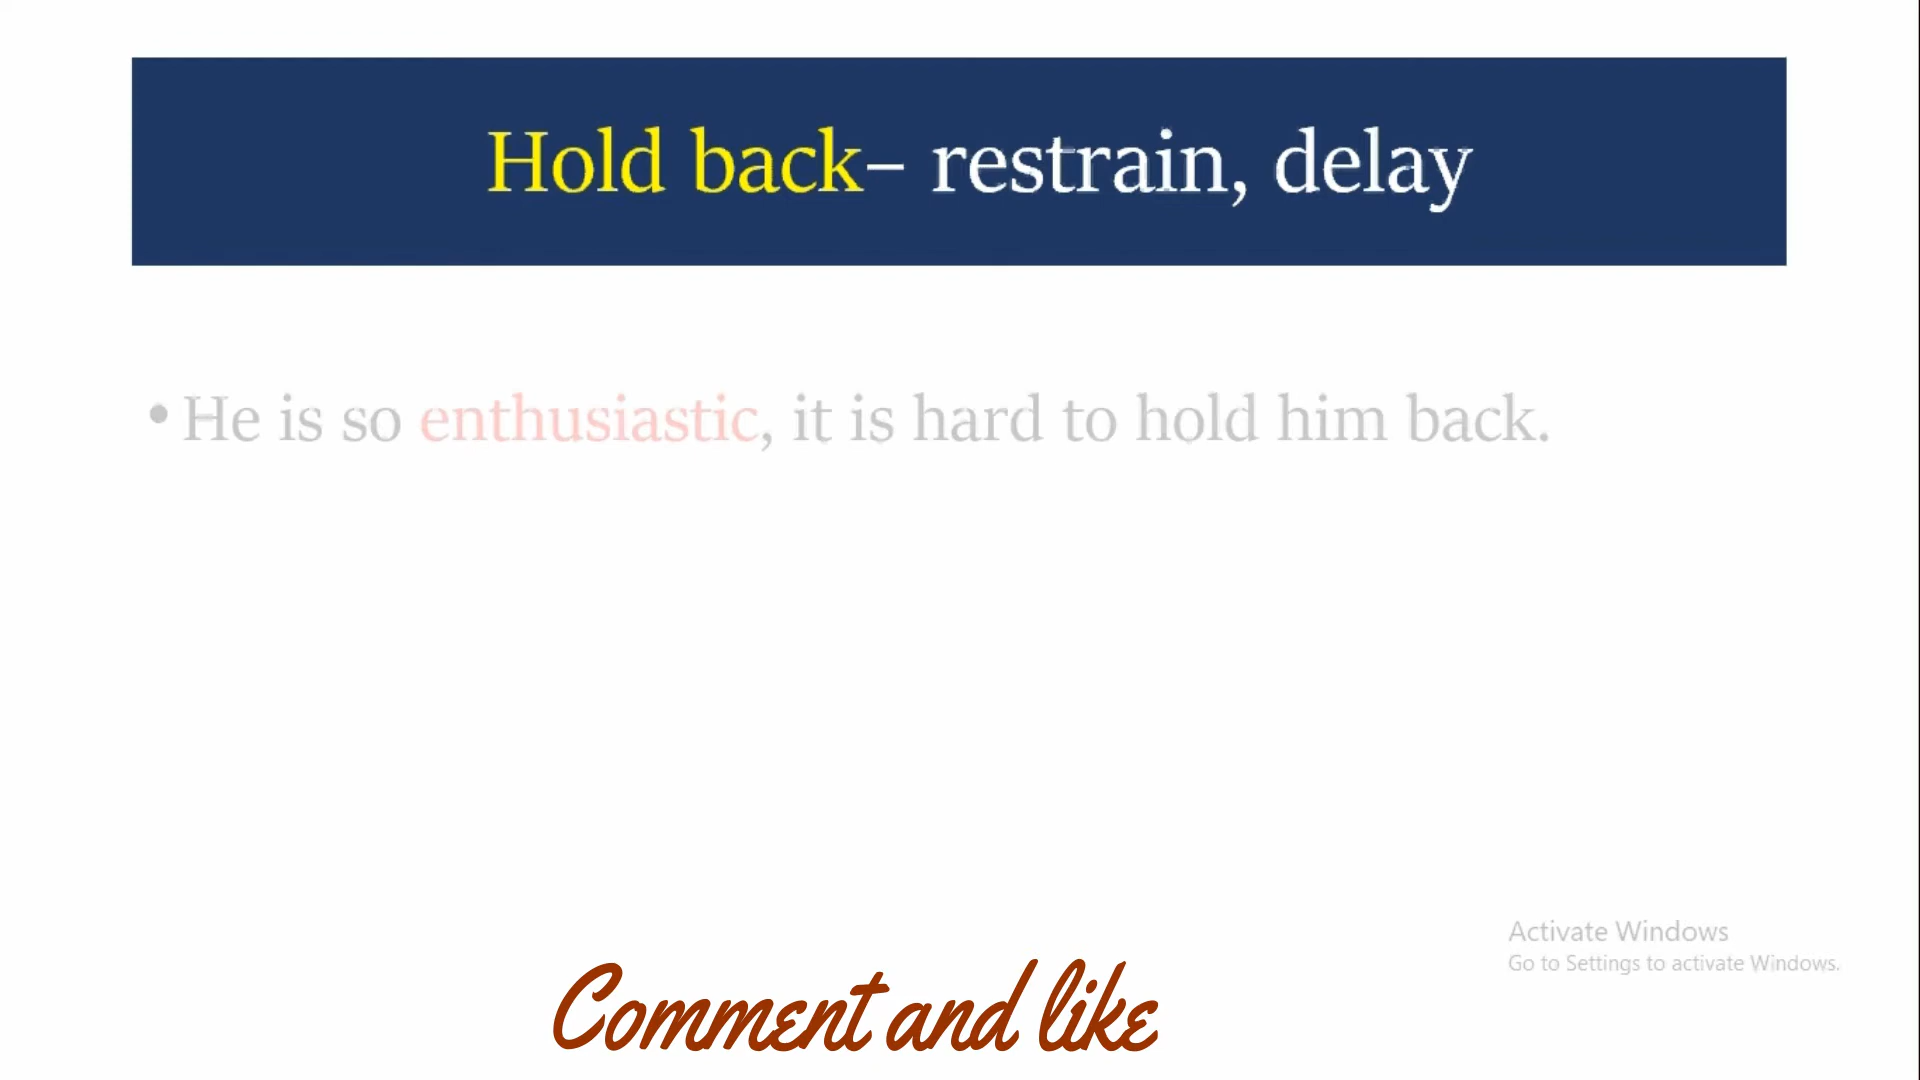 Hold back– restrain, delay
• He is so enthusiastic, it is hard to hold him back.
Activate Windows
Go to Settings to activate Windows.
Comment and like